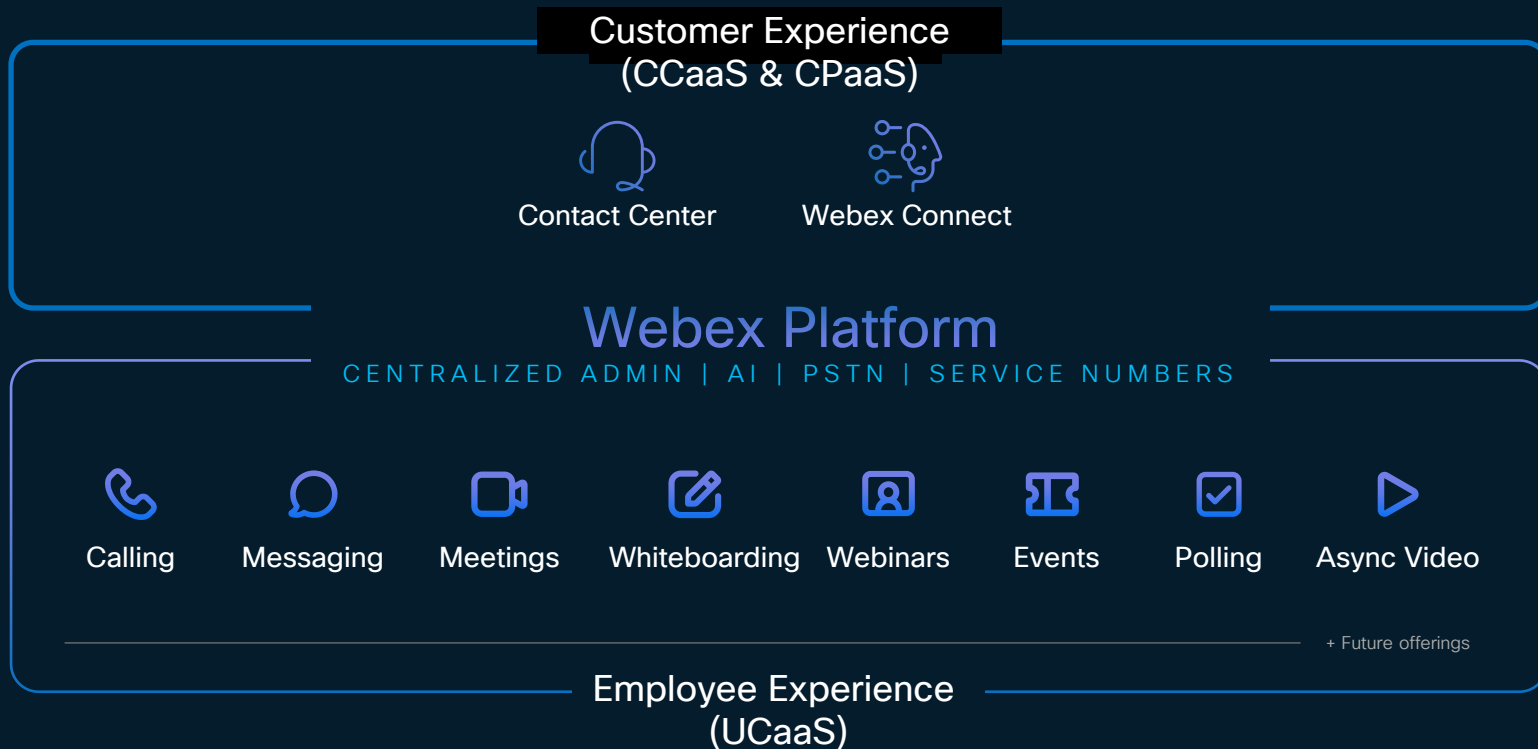 Customer Experience
(CCaaS & CPaaS)
Contact Center
Webex Connect
Webex Platform
CENTRALIZED ADMIN | AI | PSTN | SERVICE NUMBERS
Calling
Messaging
Meetings
Whiteboarding
Webinars
Events
Polling
Async Video
+ Future offerings
Employee Experience
(UCaaS)